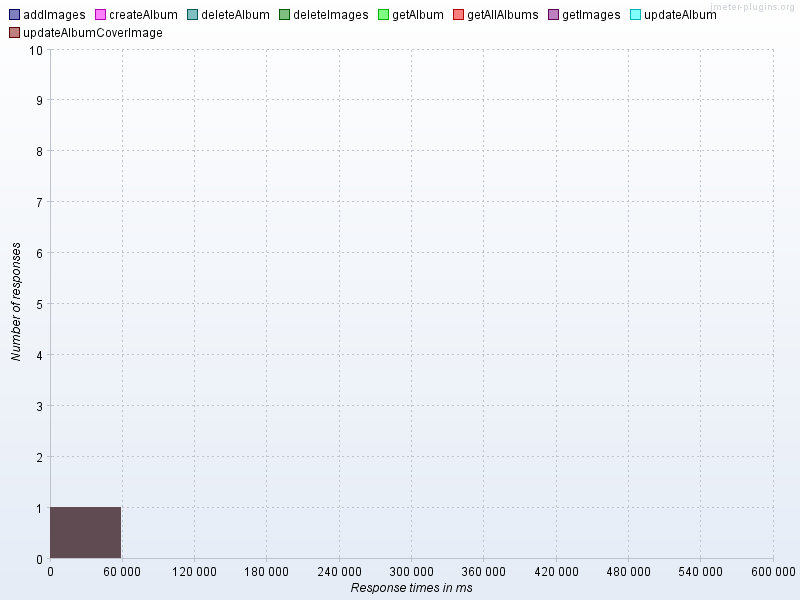 addImages createAlbum deleteAlbum deleteImages getAlbum getAllAlbums getImages updateAlbum jmeter-plugins.org
updateAlbumCoverImage
10
9
8
7
6
5
4
3
2
1
0
Number of responses
0 60 000 120 000 180 000 240 000 300 000 360 000 420 000 480 000 540 000 600 000
Response times in ms